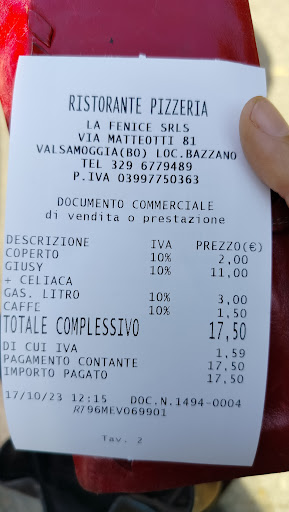 RISTORANTE PIZZERIA
LA FENICE SRLS
VIA MATTEOTTI 81
VALSAMOGGIA(BO) LOC.BAZZANO
TEL 329 6779489
P.IVA 03997750363
DOCUMENTO COMMERCIALE
di vendita o prestazione
DESCRIZIONE IVA PREZZO(€)
COPERTO 10% 2,00
GIUSY 10% 11,00
+ CELIACA
GAS. LITRO 10% 3,00
CAFFE 10% 1,50
TOTALE COMPLESSIVO 17,50
DI CUI IVA 1,59
PAGAMENTO CONTANTE 17,50
IMPORTO PAGATO 17,50
17/10/23 12:15 DOC.N.1494-0004
RT 96MEV069901
Tav. 2